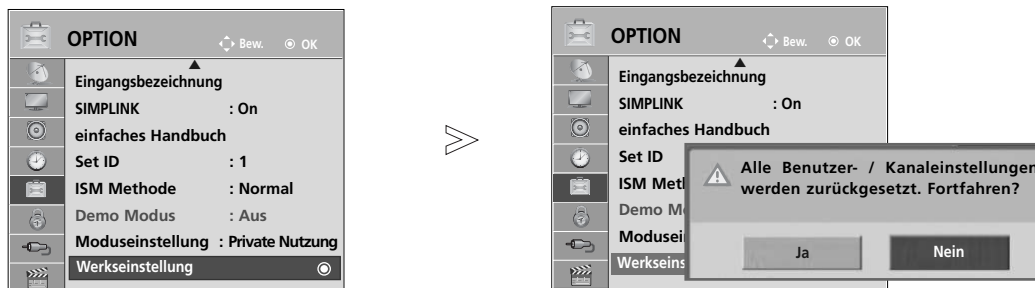 OPTION
Bew. OK
Eingangsbezeichnung
SIMPLINK : On
einfaches Handbuch
Set ID : 1
ISM Methode : Normal
Demo Modus : Aus
Moduseinstellung : Private Nutzung
Werkseinstellung
OPTION
Bew. OK
Eingangsbezeichnung
SIMPLINK : On
einfaches Handbuch
Set ID
ISM Meth
Demo M
Modusei
Werkseins
Alle Benutzer- / Kanaleinstellungen
werden zurückgesetzt. Fortfahren?
Ja Nein